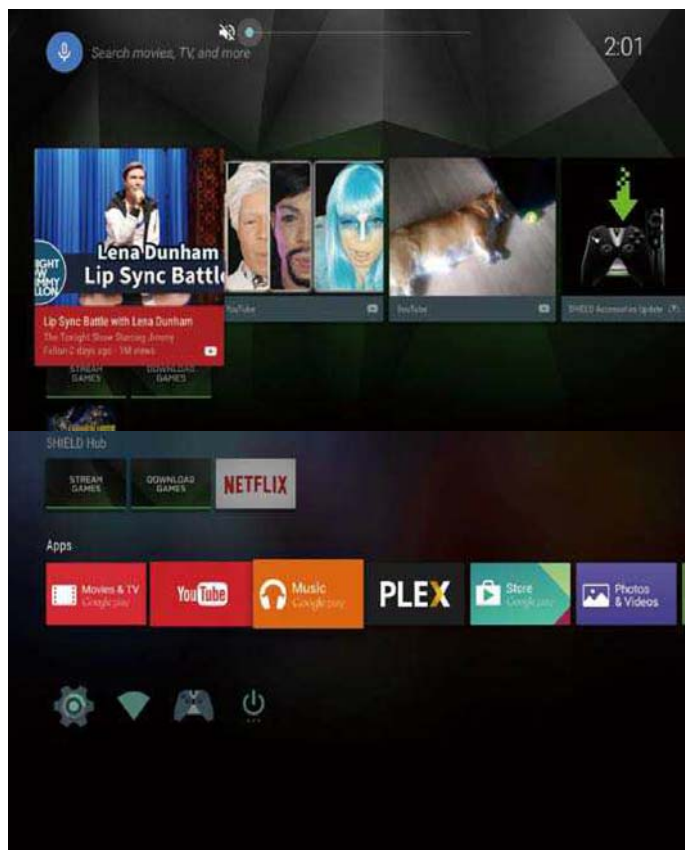 Search movies, TV, and more
2:01
Lena Dunham
Lip Sync Battle
Lip Sync Battle with Lena Dunham
The Tonight Show Starring Jimmy
Fallon 2 days ago · 1M views
YouTube
YouTube
SHIELD Accessories Update
STREAM
GAMES
DOWNLOAD
GAMES
SHIELD Hub
STREAM
GAMES
DOWNLOAD
GAMES
NETFLIX
Apps
Movies & TV
Google play
YouTube
Music
Google play
PLEX
Store
Google play
Photos
& Videos